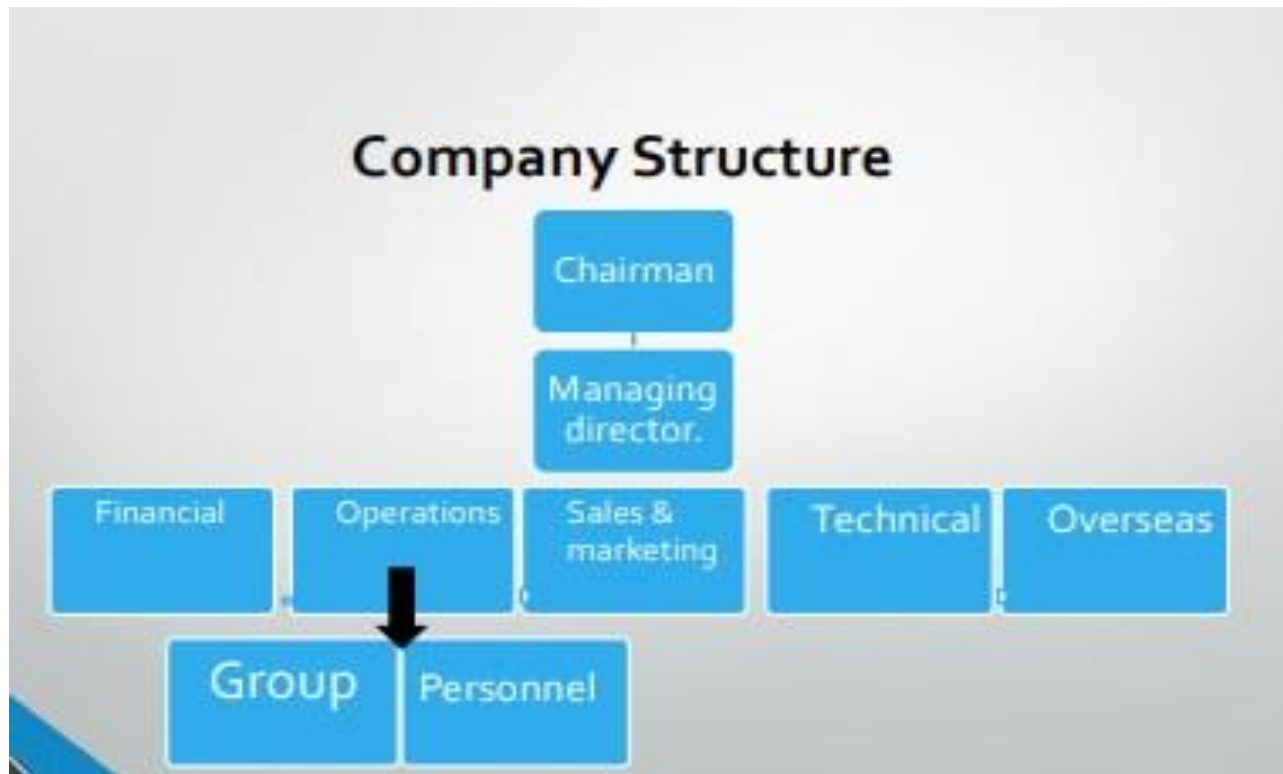 Company Structure
Chairman
Managing
director.
Financial
Operations
Sales &
marketing
Technical
Overseas
Group
Personnel